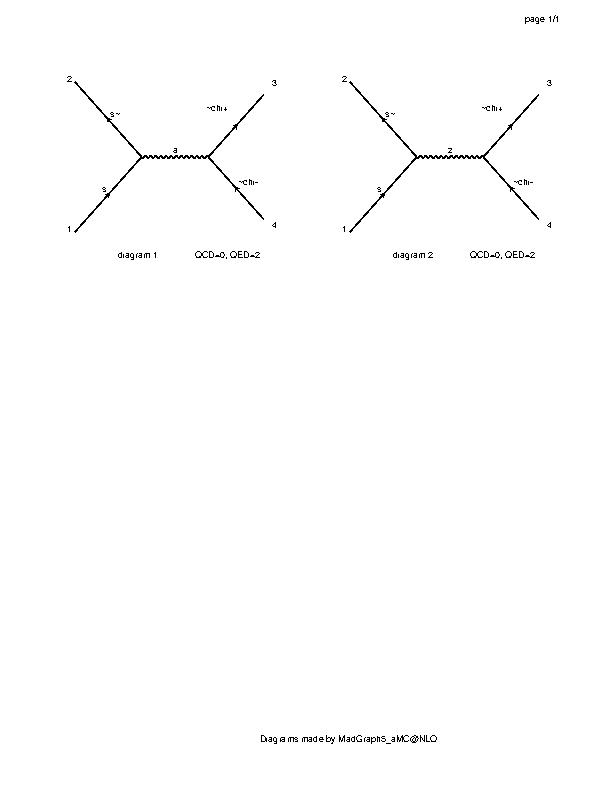 page 1/1
2
3
s~
~chi+
a
s
~chi-
1
4
diagram 1 QCD=0, QED=2
2
3
s~
~chi+
z
s
~chi-
1
4
diagram 2 QCD=0, QED=2
Diagrams made by MadGraph5_aMC@NLO